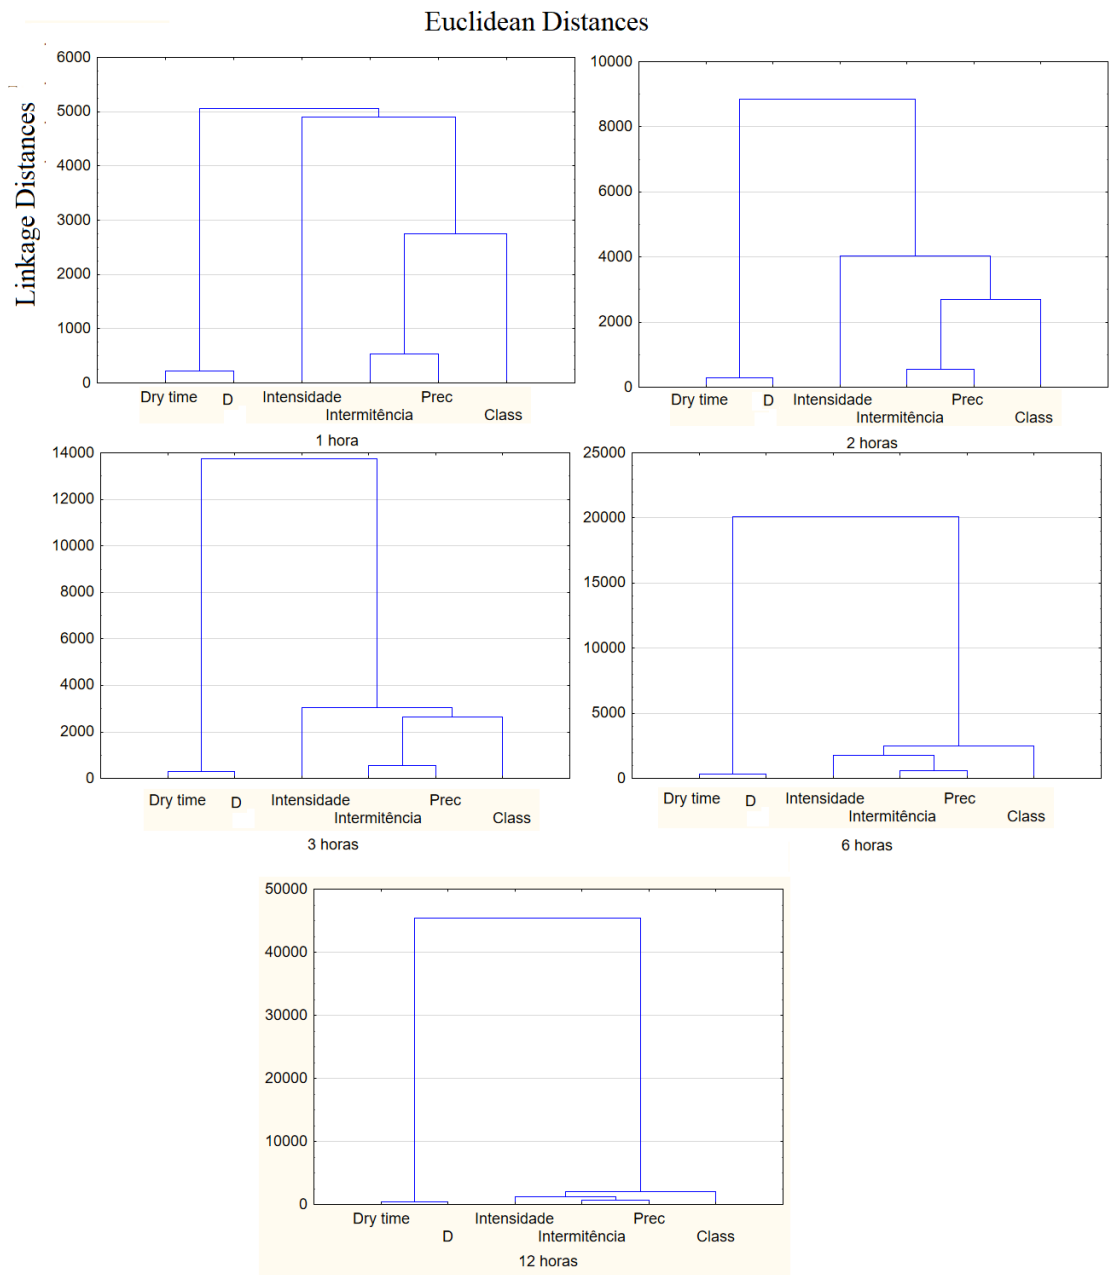 Euclidean Distances
Linkage Distances
6000
5000
4000
3000
2000
1000
0
Dry time D Intensidade Prec
Intermitência Class
1 hora
10000
8000
6000
4000
2000
0
Dry time D Intensidade Prec
Intermitência Class
2 horas
14000
12000
10000
8000
6000
4000
2000
0
Dry time D Intensidade Prec
Intermitência Class
3 horas
25000
20000
15000
10000
5000
0
Dry time D Intensidade Prec
Intermitência Class
6 horas
50000
40000
30000
20000
10000
0
Dry time Intensidade Prec
D Intermitência Class
12 horas